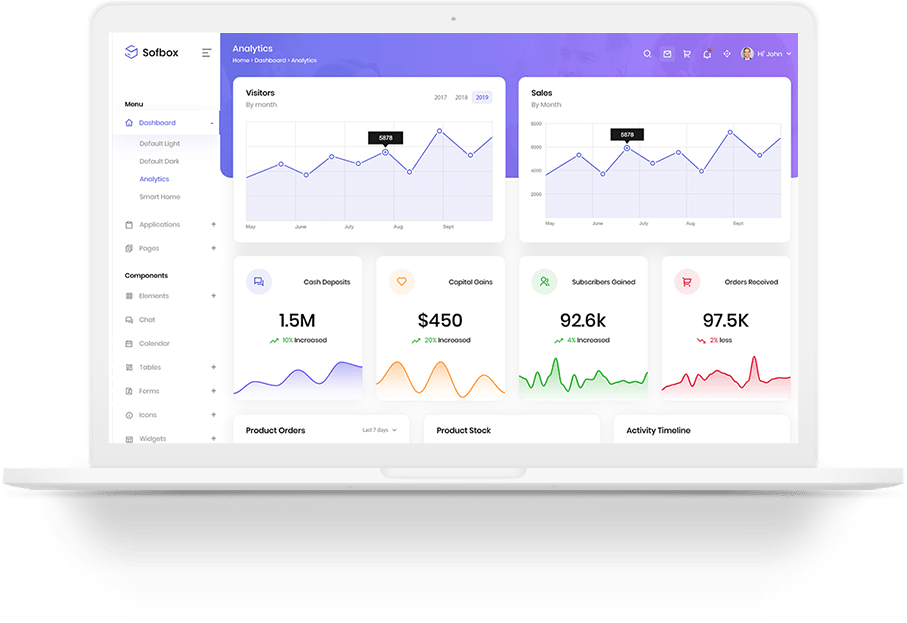 Sofbox
Menu
Dashboard -
Default Light
Default Dark
Analytics
Smart Home
Applications +
Pages +
Components
Elements +
Chat
Calendar
Tables +
Forms +
Icons +
Widgets +
Analytics
Home › Dashboard › Analytics
Hi' John
Visitors
By month
2017 2018 2019
5878
May June July Aug Sept
Sales
By Month
8000
6000
4000
2000
5878
May June July Aug Sept
Cash Deposits
1.5M
10% Increased
Capital Gains
$450
20% Increased
Subscribers Gained
92.6k
4% Increased
Orders Received
97.5K
2% loss
Product Orders
Last 7 days
Product Stock
Activity Timeline